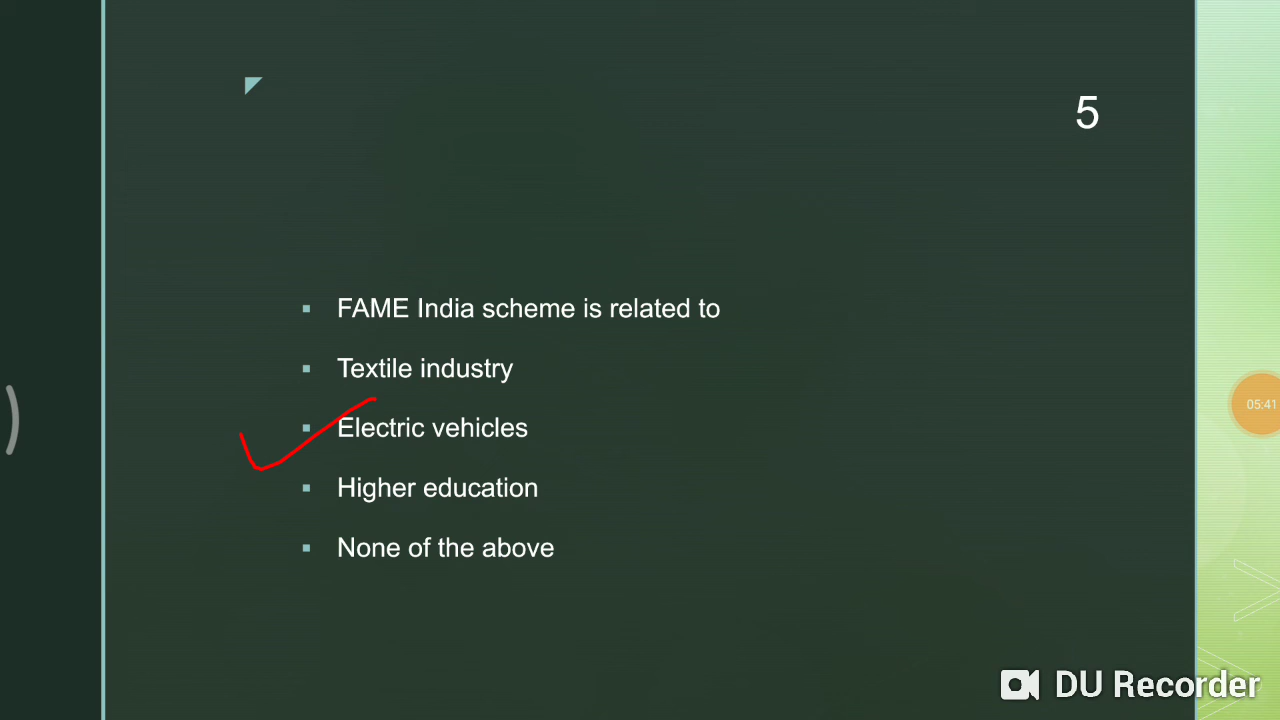 5
FAME India scheme is related to
Textile industry
Electric vehicles
Higher education
None of the above
05:41
DU Recorder